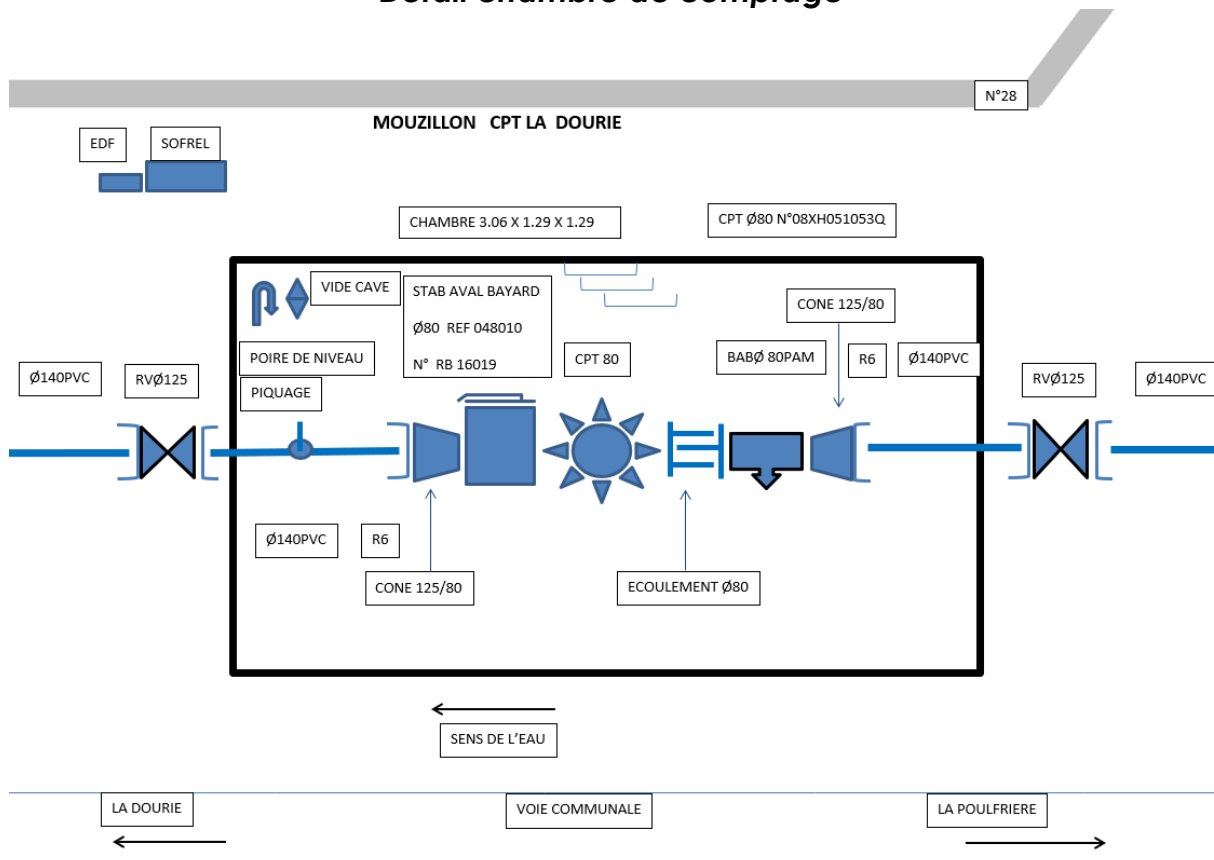 N°28
MOUZILLON CPT LA DOURIE
EDF
SOFREL
CHAMBRE 3.06 X 1.29 X 1.29
CPT Ø80 N°08XH051053Q
VIDE CAVE
STAB AVAL BAYARD
Ø80 REF 048010
N° RB 16019
CONE 125/80
POIRE DE NIVEAU
CPT 80
BABØ 80PAM
R6
Ø140PVC
Ø140PVC
RVØ125
PIQUAGE
RVØ125
Ø140PVC
Ø140PVC
R6
CONE 125/80
ECOULEMENT Ø80
SENS DE L’EAU
LA DOURIE
VOIE COMMUNALE
LA POULFRIERE